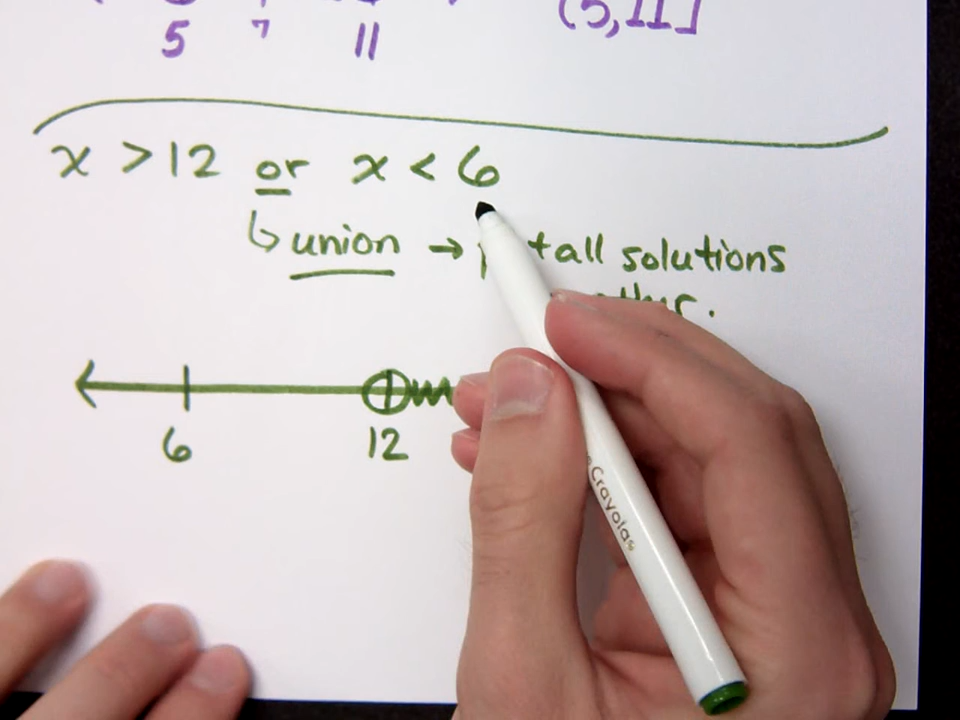 5 7 11 (5,11]
x > 12 or x < 6
↳ union → all solutions
6 12
Crayola